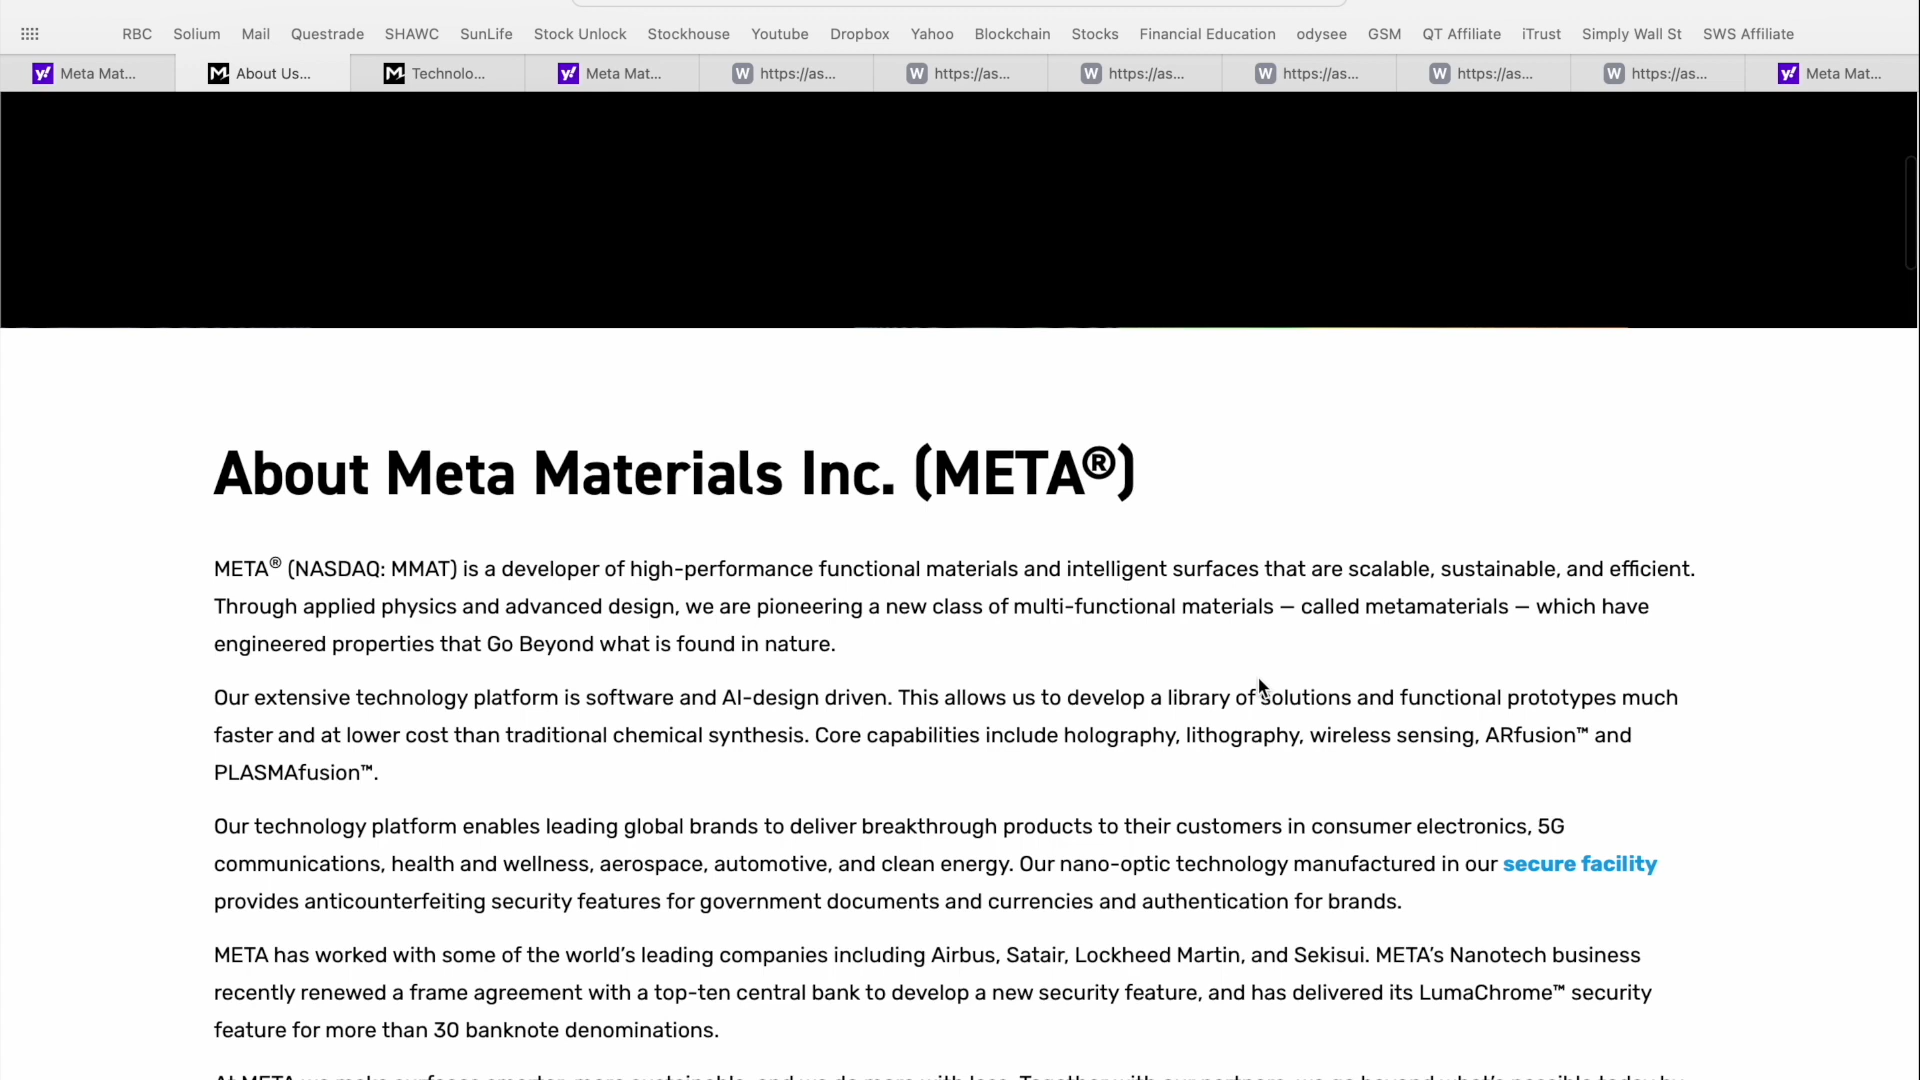 RBC Solium Mail Questrade SHAWC SunLife Stock Unlock Stockhouse Youtube Dropbox Yahoo Blockchain Stocks Financial Education odysee GSM QT Affiliate iTrust Simply Wall St SWS Affiliate
y! Meta Mat... M About Us... M Technolo... y! Meta Mat... W https://as... W https://as... W https://as... W https://as... W https://as... W https://as... y! Meta Mat...
About Meta Materials Inc. (META®)
META® (NASDAQ: MMAT) is a developer of high-performance functional materials and intelligent surfaces that are scalable, sustainable, and efficient.
Through applied physics and advanced design, we are pioneering a new class of multi-functional materials — called metamaterials — which have
engineered properties that Go Beyond what is found in nature.
Our extensive technology platform is software and AI-design driven. This allows us to develop a library of solutions and functional prototypes much
faster and at lower cost than traditional chemical synthesis. Core capabilities include holography, lithography, wireless sensing, ARfusion™ and
PLASMAfusion™.
Our technology platform enables leading global brands to deliver breakthrough products to their customers in consumer electronics, 5G
communications, health and wellness, aerospace, automotive, and clean energy. Our nano-optic technology manufactured in our secure facility
provides anticounterfeiting security features for government documents and currencies and authentication for brands.
META has worked with some of the world’s leading companies including Airbus, Satair, Lockheed Martin, and Sekisui. META’s Nanotech business
recently renewed a frame agreement with a top-ten central bank to develop a new security feature, and has delivered its LumaChrome™ security
feature for more than 30 banknote denominations.